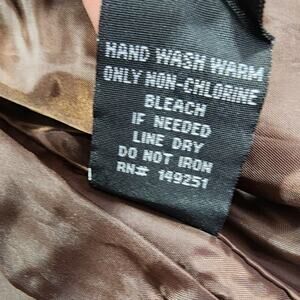 HAND WASH WARM
ONLY NON-CHLORINE
BLEACH
IF NEEDED
LINE DRY
DO NOT IRON
RN# 149251